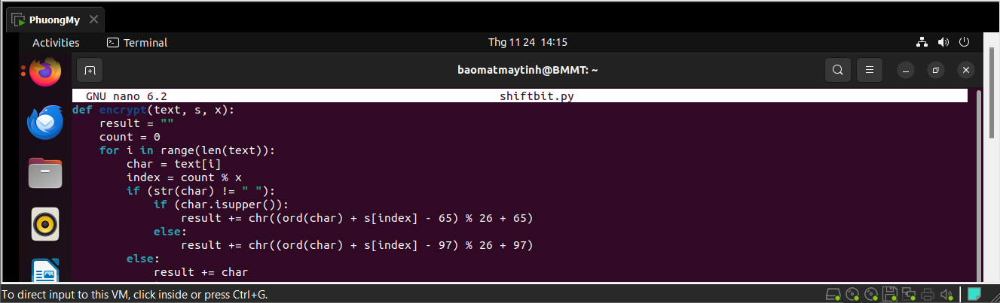 PhuongMy
Activities Terminal Thg 11 24 14:15
baomatmaytinh@BMMT: ~
GNU nano 6.2 shiftbit.py
def encrypt(text, s, x):
    result = ""
    count = 0
    for i in range(len(text)):
        char = text[i]
        index = count % x
        if (str(char) != " "):
            if (char.isupper()):
                result += chr((ord(char) + s[index] - 65) % 26 + 65)
            else:
                result += chr((ord(char) + s[index] - 97) % 26 + 97)
        else:
            result += char
To direct input to this VM, click inside or press Ctrl+G.